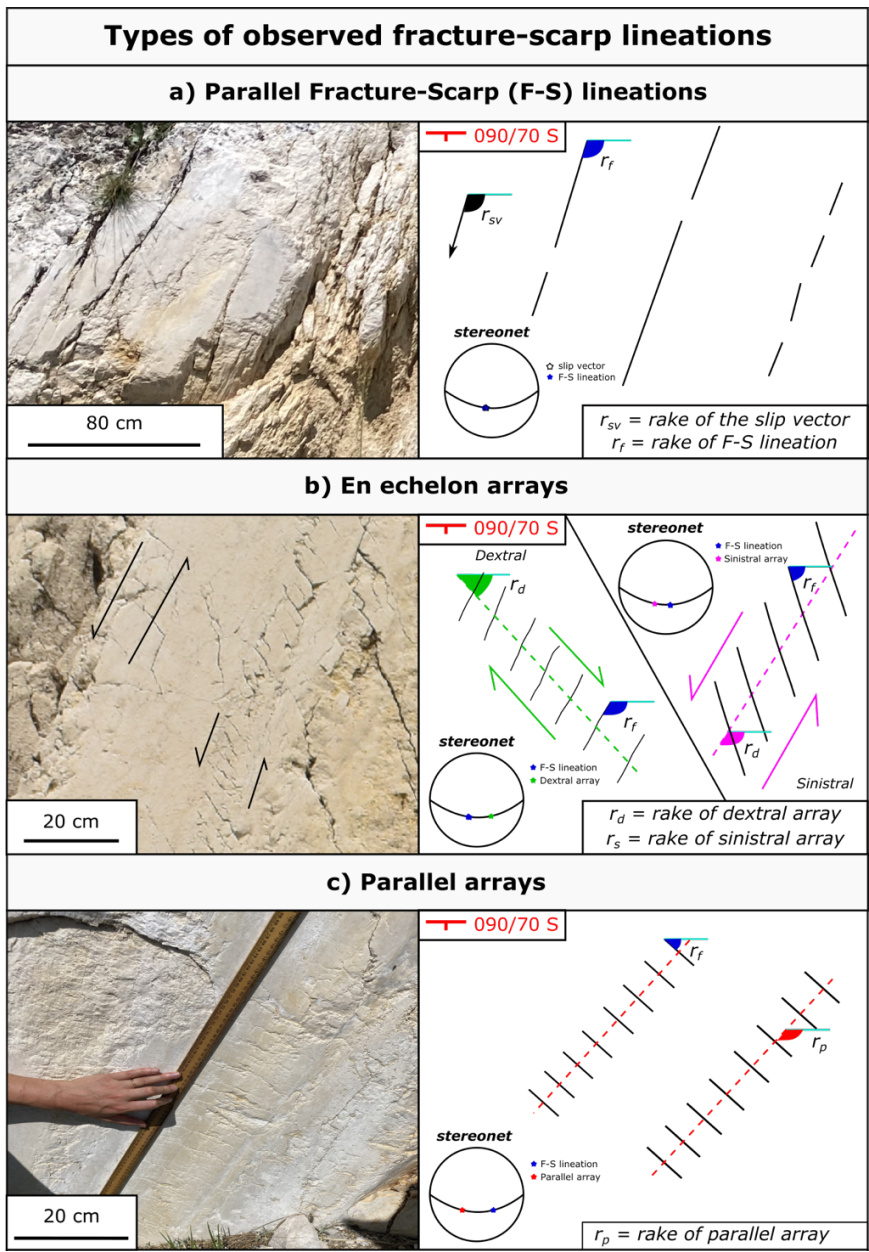 Types of observed fracture-scarp lineations
a) Parallel Fracture-Scarp (F-S) lineations
090/70 S
r_f
r_sv
stereonet
slip vector
F-S lineation
80 cm
r_sv = rake of the slip vector
r_f = rake of F-S lineation
b) En echelon arrays
090/70 S
Dextral
r_d
r_f
stereonet
F-S lineation
Dextral array
stereonet
F-S lineation
Sinistral array
r_f
r_d
Sinistral
20 cm
r_d = rake of dextral array
r_s = rake of sinistral array
c) Parallel arrays
090/70 S
r_f
r_p
stereonet
F-S lineation
Parallel array
20 cm
r_p = rake of parallel array